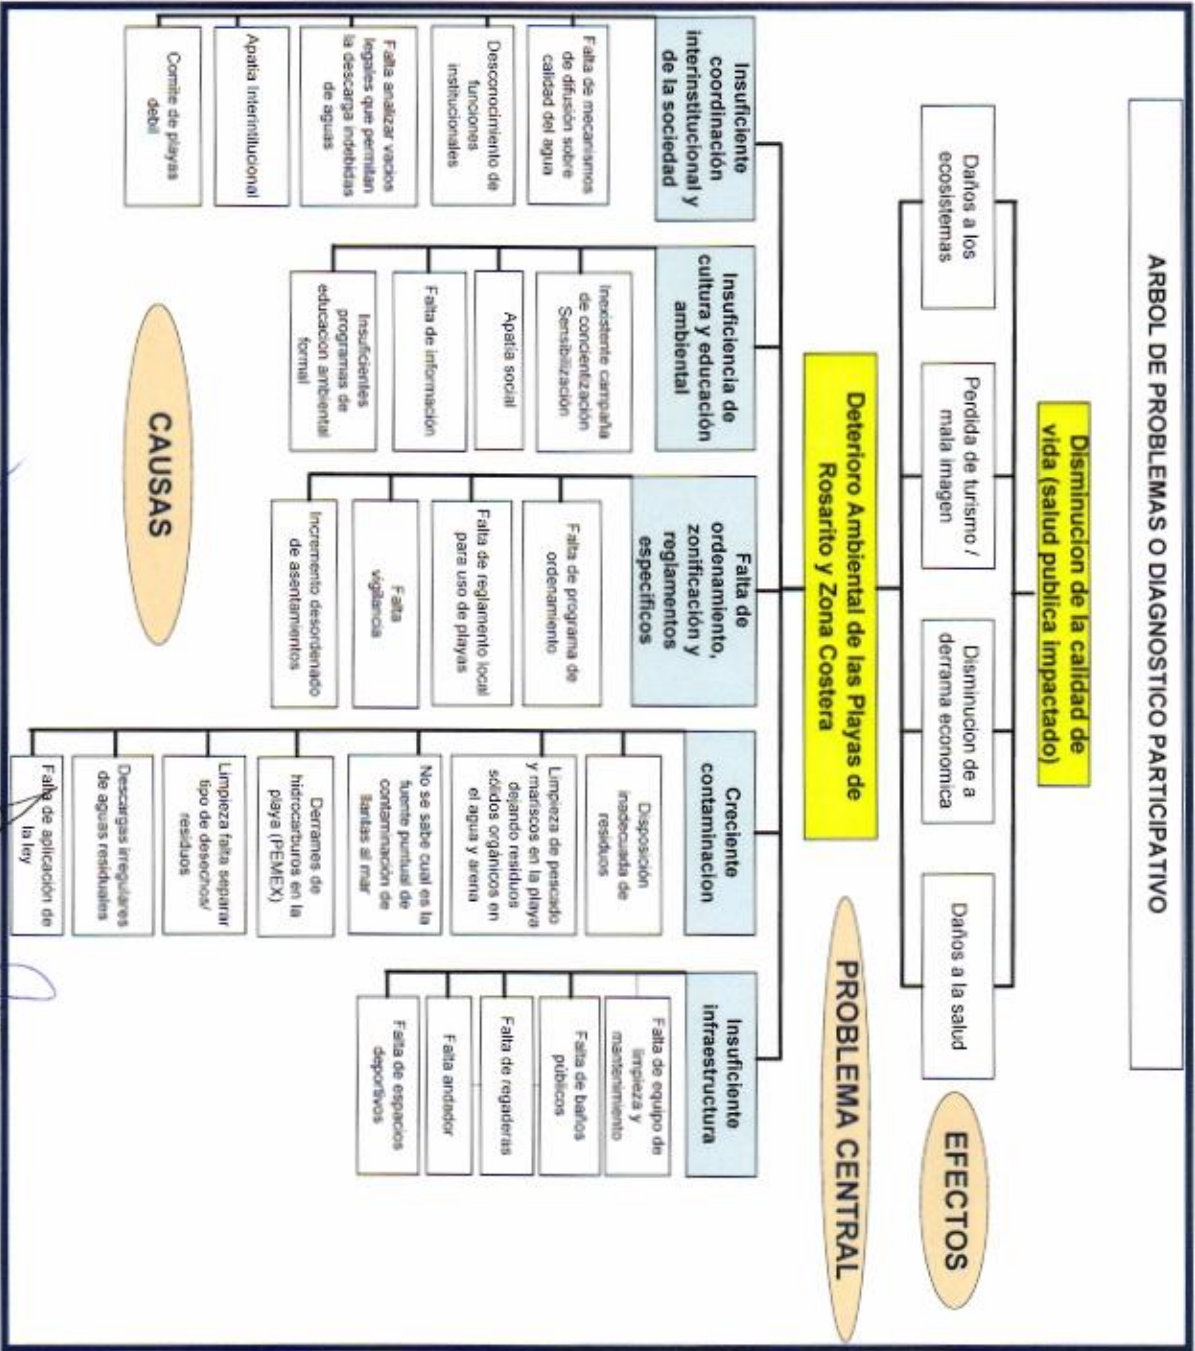 ARBOL DE PROBLEMAS O DIAGNOSTICO PARTICIPATIVO
Disminucion de la calidad de
vida (salud publica impactado)
Daños a los
ecosistemas
Perdida de turismo /
mala imagen
Disminucion de a
derrama economica
Daños a la salud
EFECTOS
Deterioro Ambiental de las Playas de
Rosarito y Zona Costera
PROBLEMA CENTRAL
Insuficiente
coordinación
interinstitucional y
de la sociedad
Falta de mecanismos
de difusión sobre
calidad del agua
Desconocimiento de
funciones
institucionales
Falta analizar vacios
legales que permitan
la descarga indebidas
de aguas
Apatia Interintitucional
Comite de playas
debil
Insuficiencia de
cultura y educación
ambiental
Inexistente campaña
de concientización
Sensibilización
Apatía social
Falta de información
Insuficientes
programas de
educacion ambiental
formal
Falta de
ordenamiento,
zonificación y
reglamentos
especificos
Falta de programa de
ordenamiento
Falta de reglamento local
para uso de playas
Falta
vigilancia
Incremento desordenado
de asentamientos
Creciente
contaminacion
Disposición
inadecuada de
residuos
Limpieza de pescado
y mariscos en la playa
dejando residuos
sólidos orgánicos en
el agua y arena
No se sabe cual es la
fuente puntual de
contaminación de
llantas al mar
Derrames de
hidrocarburos en la
playa (PEMEX)
Limpieza falta separar
tipo de desechos/
residuos
Descargas irregulares
de aguas residuales
Falta de aplicación de
la ley
Insuficiente
infraestructura
Falta de equipo de
limpieza y
mantenimiento
Falta de baños
públicos
Falta de regaderas
Falta andador
Falta de espacios
deportivos
CAUSAS